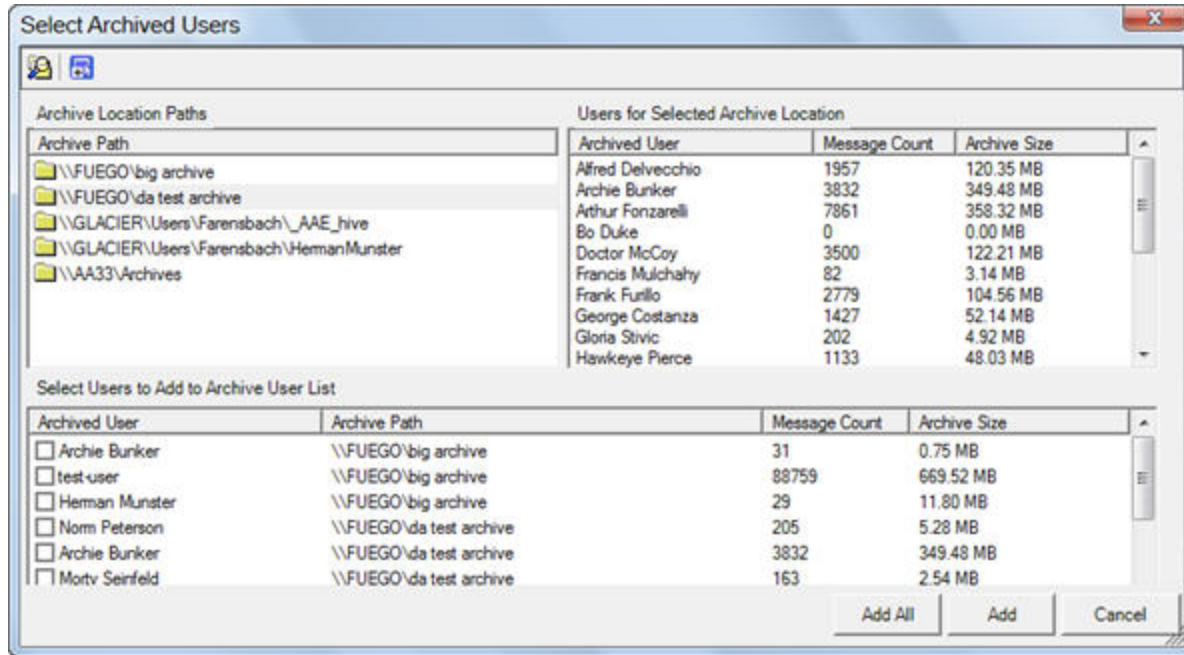 Select Archived Users
Archive Location Paths
Archive Path
\\FUEGO\big archive
\\FUEGO\da test archive
\\GLACIER\Users\Farensbach\_AAE_hive
\\GLACIER\Users\Farensbach\HermanMunster
\\AA33\Archives
Users for Selected Archive Location
Archived User Message Count Archive Size
Alfred Delvecchio 1957 120.35 MB
Archie Bunker 3832 349.48 MB
Arthur Fonzarelli 7861 358.32 MB
Bo Duke 0 0.00 MB
Doctor McCoy 3500 122.21 MB
Francis Mulchahy 82 3.14 MB
Frank Furillo 2779 104.56 MB
George Costanza 1427 52.14 MB
Gloria Stivic 202 4.92 MB
Hawkeye Pierce 1133 48.03 MB
Select Users to Add to Archive User List
Archived User Archive Path Message Count Archive Size
Archie Bunker \\FUEGO\big archive 31 0.75 MB
test-user \\FUEGO\big archive 88759 669.52 MB
Herman Munster \\FUEGO\big archive 29 11.80 MB
Norm Peterson \\FUEGO\da test archive 205 5.28 MB
Archie Bunker \\FUEGO\da test archive 3832 349.48 MB
Morty Seinfeld \\FUEGO\da test archive 163 2.54 MB
Add All Add Cancel